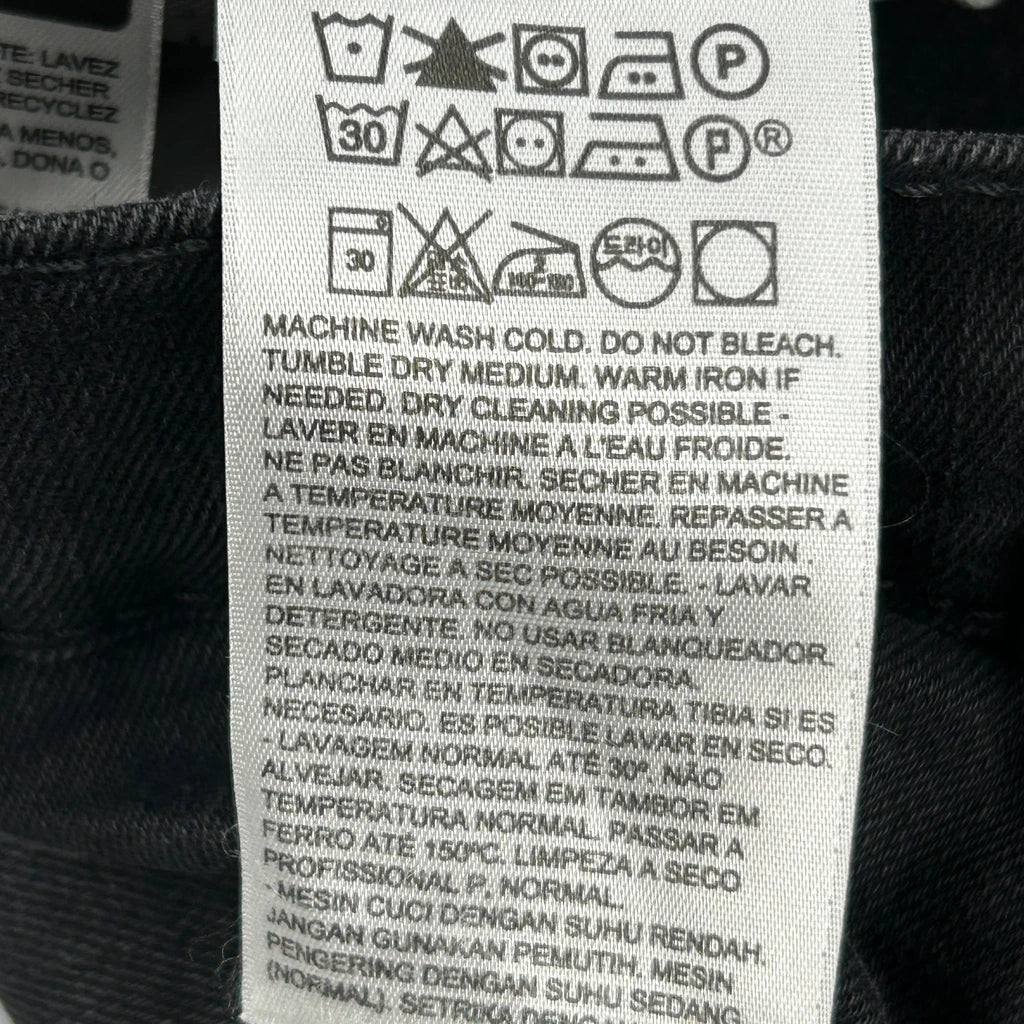 TE: LAVEZ
SECHER
RECYCLEZ
A MENOS,
DONA O
P
30 P ®
30 드라이
MACHINE WASH COLD. DO NOT BLEACH.
TUMBLE DRY MEDIUM. WARM IRON IF
NEEDED. DRY CLEANING POSSIBLE -
LAVER EN MACHINE A L'EAU FROIDE.
NE PAS BLANCHIR. SECHER EN MACHINE
A TEMPERATURE MOYENNE. REPASSER A
TEMPERATURE MOYENNE AU BESOIN .
NETTOYAGE A SEC POSSIBLE. - LAVAR
EN LAVADORA CON AGUA FRIA Y
DETERGENTE. NO USAR BLANQUEADOR.
SECADO MEDIO EN SECADORA.
PLANCHAR EN TEMPERATURA TIBIA SI ES
NECESARIO. ES POSIBLE LAVAR EN SECO.
- LAVAGEM NORMAL ATÉ 30º. NÃO
ALVEJAR. SECAGEM EM TAMBOR EM
TEMPERATURA NORMAL. PASSAR A
FERRO ATÉ 150ºC. LIMPEZA A SECO
PROFISSIONAL P. NORMAL.
- MESIN CUCI DENGAN SUHU RENDAH.
JANGAN GUNAKAN PEMUTIH. MESIN
PENGERING DENGAN SUHU SEDANG
(NORMAL). SETRIKA